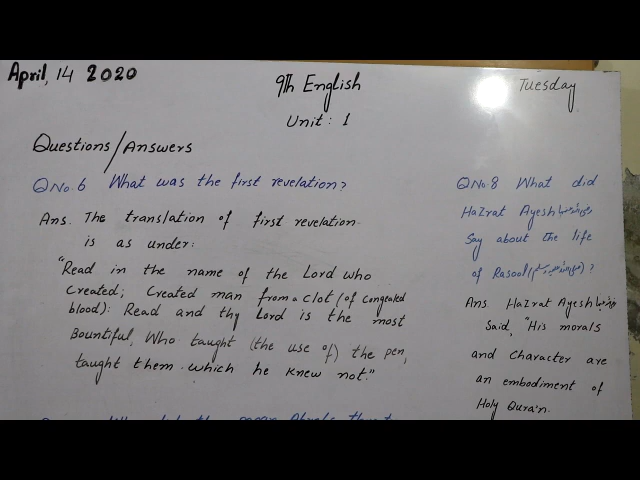 April, 14 2020
9th English
Tuesday
Unit: 1
Questions/Answers
Q No. 6 What was the first revelation?
Ans. The translation of first revelation
is as under:
"Read in the name of the Lord who
Created; Created man from a clot (of congealed
blood): Read and thy Lord is the most
Bountiful, Who taught (the use of) the pen,
taught them which he knew not."
Q No. 8 What did
Hazrat Ayesh
Say about the life
of Rasool ?
Ans Hazrat Ayesh
Said, "His morals
and Character are
an embodiment of
Holy Qura'n.